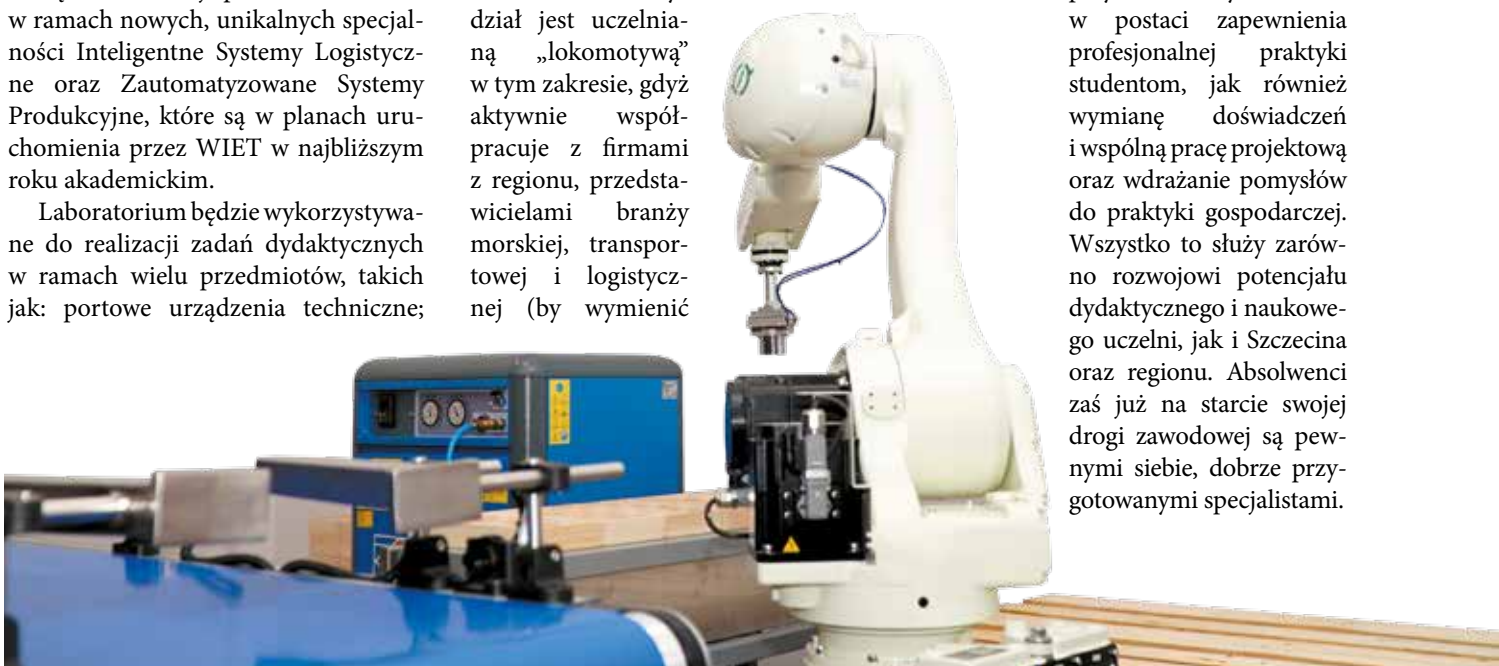 w ramach nowych, unikalnych specjal-
ności Inteligentne Systemy Logistycz-
ne oraz Zautomatyzowane Systemy
Produkcyjne, które są w planach uru-
chomienia przez WIET w najbliższym
roku akademickim.
Laboratorium będzie wykorzystywa-
ne do realizacji zadań dydaktycznych
w ramach wielu przedmiotów, takich
jak: portowe urządzenia techniczne;
dział jest uczelnia-
ną „lokomotywą”
w tym zakresie, gdyż
aktywnie współ-
pracuje z firmami
z regionu, przedsta-
wicielami branży
morskiej, transpor-
towej i logistycz-
nej (by wymienić
w postaci zapewnienia
profesjonalnej praktyki
studentom, jak również
wymianę doświadczeń
i wspólną pracę projektową
oraz wdrażanie pomysłów
do praktyki gospodarczej.
Wszystko to służy zarów-
no rozwojowi potencjału
dydaktycznego i naukowe-
go uczelni, jak i Szczecina
oraz regionu. Absolwenci
zaś już na starcie swojej
drogi zawodowej są pew-
nymi siebie, dobrze przy-
gotowanymi specjalistami.